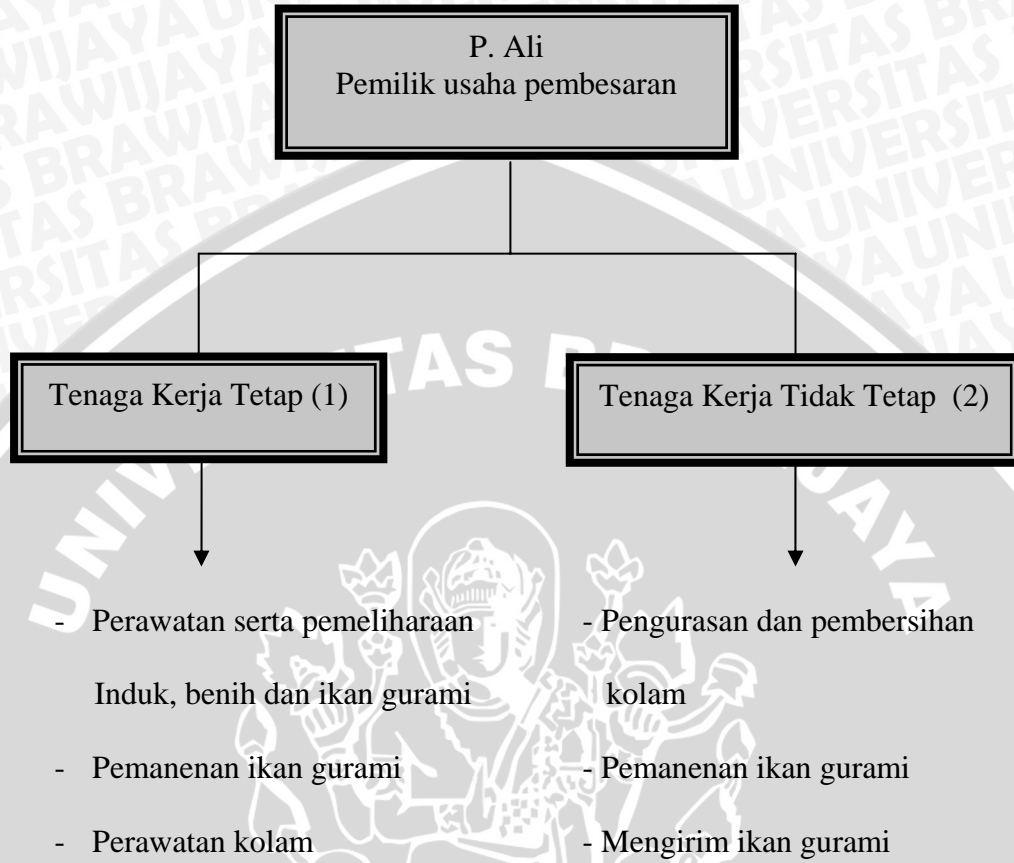 P. Ali
Pemilik usaha pembesaran
Tenaga Kerja Tetap (1)
Tenaga Kerja Tidak Tetap (2)
- Perawatan serta pemeliharaan
Induk, benih dan ikan gurami
- Pemanenan ikan gurami
- Perawatan kolam
- Pengurasan dan pembersihan
kolam
- Pemanenan ikan gurami
- Mengirim ikan gurami